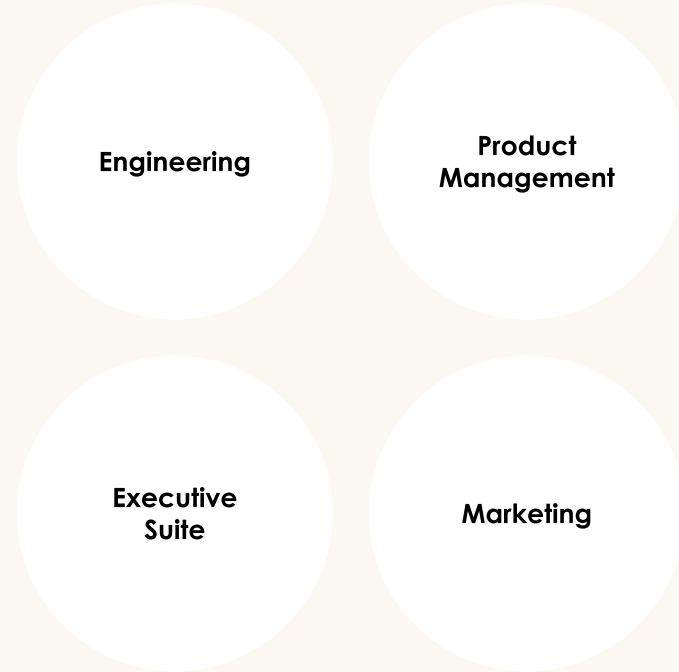 Engineering
Product
Management
Executive
Suite
Marketing